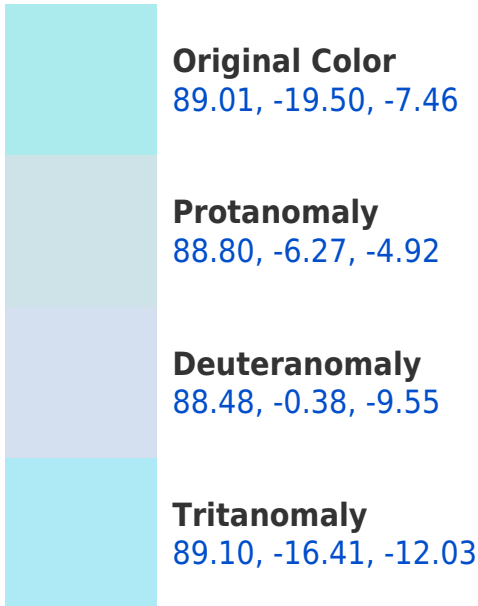 Original Color
89.01, -19.50, -7.46
Protanomaly
88.80, -6.27, -4.92
Deuteranomaly
88.48, -0.38, -9.55
Tritanomaly
89.10, -16.41, -12.03